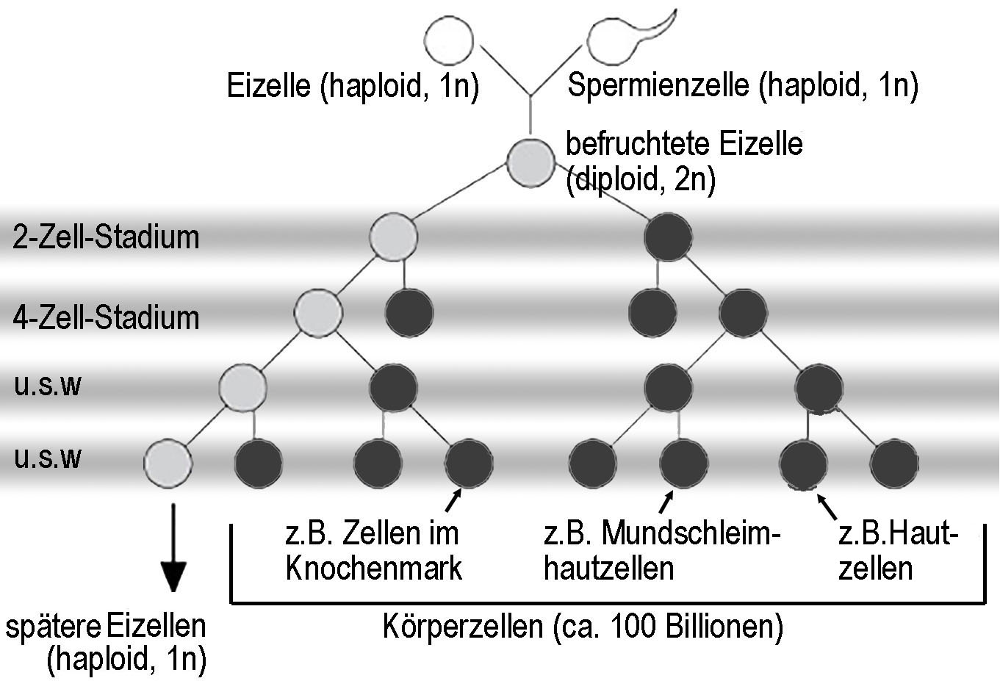 Eizelle (haploid, 1n)
Spermienzelle (haploid, 1n)
befruchtete Eizelle
(diploid, 2n)
2-Zell-Stadium
4-Zell-Stadium
u.s.w
u.s.w
z.B. Zellen im
Knochenmark
z.B. Mundschleim-
hautzellen
z.B.Haut-
zellen
spätere Eizellen
(haploid, 1n)
Körperzellen (ca. 100 Billionen)